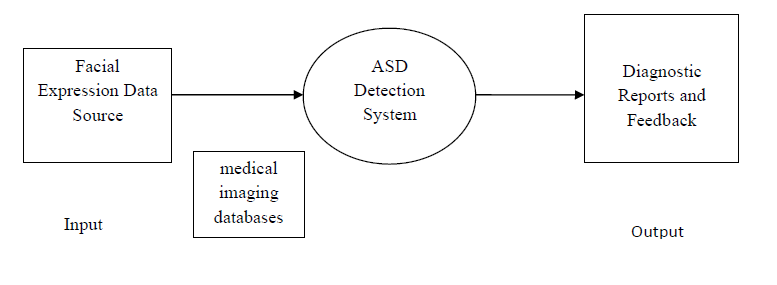 Facial
Expression Data
Source
ASD
Detection
System
Diagnostic
Reports and
Feedback
medical
imaging
databases
Input
Output